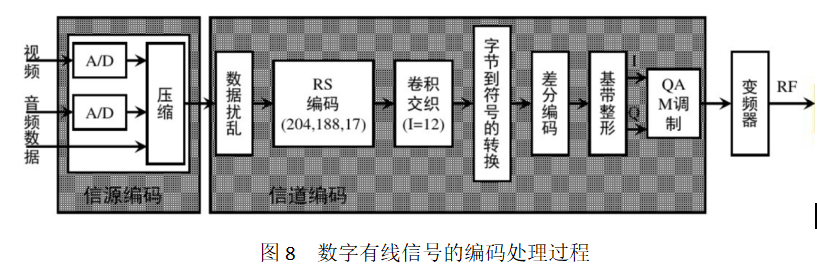 视频
A/D
音频
A/D
数据
压缩
信源编码
数据扰乱
RS
编码
(204,188,17)
卷积
交织
(I=12)
字节到符号的转换
差分编码
基带整形
I
Q
QA
M调
制
信道编码
变频器
RF
图 8 数字有线信号的编码处理过程